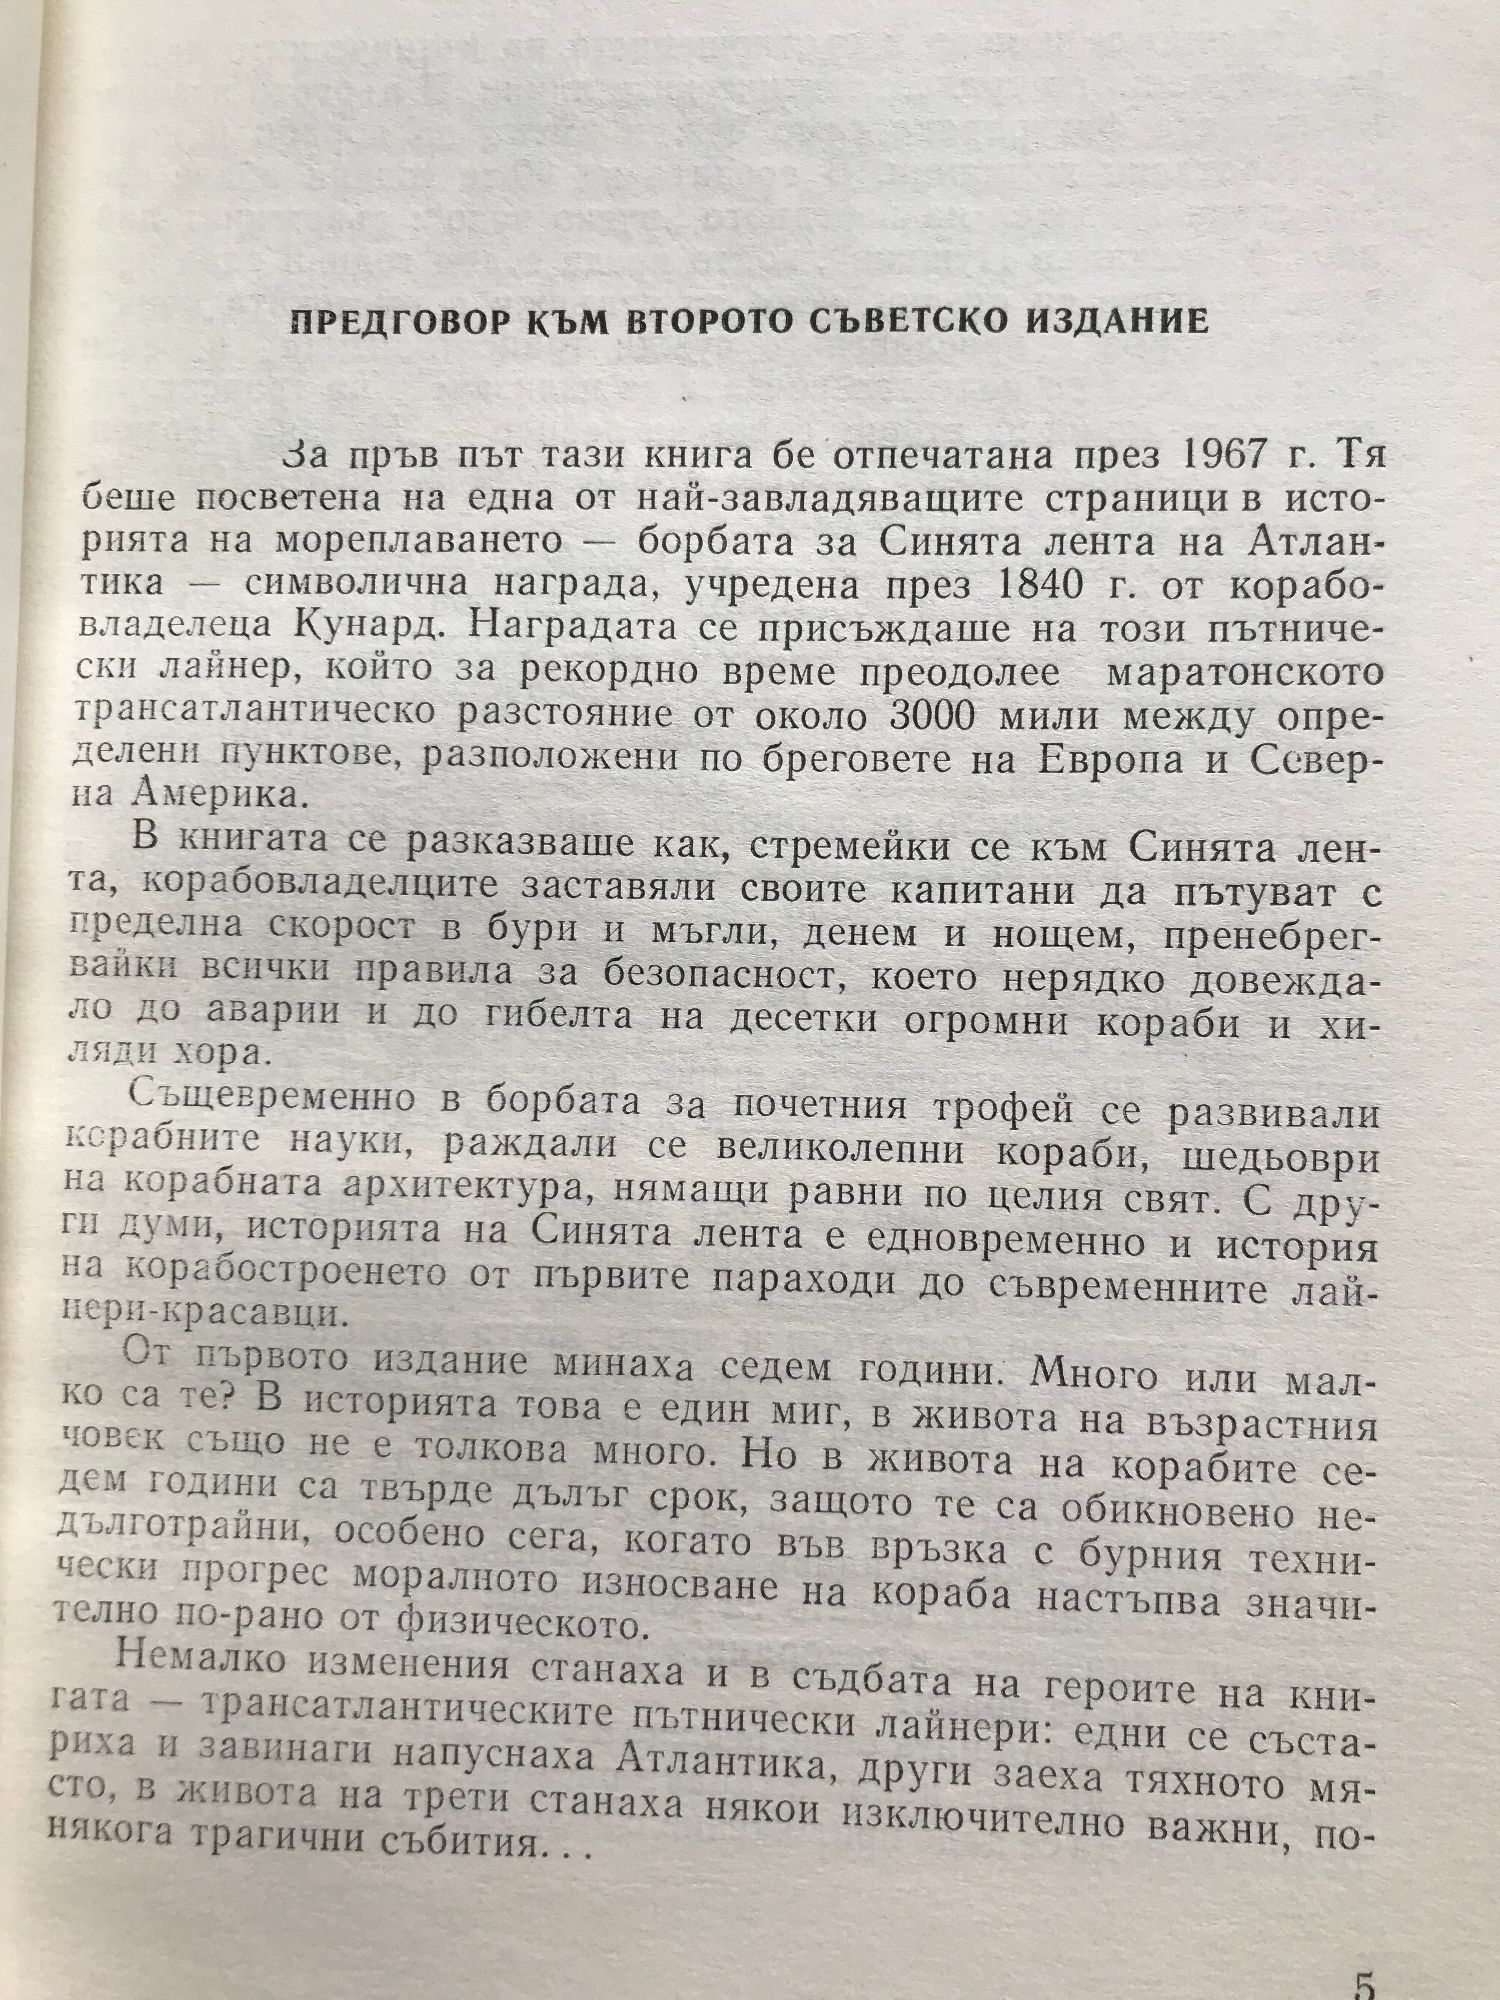 ПРЕДГОВОР КЪМ ВТОРОТО СЪВЕТСКО ИЗДАНИЕ
За пръв път тази книга бе отпечатана през 1967 г. Тя
беше посветена на една от най-завладяващите страници в исто-
рията на мореплаването — борбата за Синята лента на Атлан-
тика — символична награда, учредена през 1840 г. от корабо-
владелеца Кунард. Наградата се присъждаше на този пътниче-
ски лайнер, който за рекордно време преодолее маратонското
трансатлантическо разстояние от около 3000 мили между опре-
делени пунктове, разположени по бреговете на Европа и Север-
на Америка.
В книгата се разказваше как, стремейки се към Синята лен-
та, корабовладелците заставяли своите капитани да пътуват с
пределна скорост в бури и мъгли, денем и нощем, пренебрег-
вайки всички правила за безопасност, което нерядко довежда-
ло до аварии и до гибелта на десетки огромни кораби и хи-
ляди хора.
Същевременно в борбата за почетния трофей се развивали
корабните науки, раждали се великолепни кораби, шедьоври
на корабната архитектура, нямащи равни по целия свят. С дру-
ги думи, историята на Синята лента е едновременно и история
на корабостроенето от първите параходи до съвременните лай-
нери-красавци.
От първото издание минаха седем години. Много или мал-
ко са те? В историята това е един миг, в живота на възрастния
човек също не е толкова много. Но в живота на корабите се-
дем години са твърде дълъг срок, защото те са обикновено не-
дълготрайни, особено сега, когато във връзка с бурния техни-
чески прогрес моралното износване на кораба настъпва значи-
телно по-рано от физическото.
Немалко изменения станаха и в съдбата на героите на кни-
гата — трансатлантическите пътнически лайнери: едни се съста-
риха и завинаги напуснаха Атлантика, други заеха тяхното мя-
сто, в живота на трети станаха някои изключително важни, по-
някога трагични събития...
5